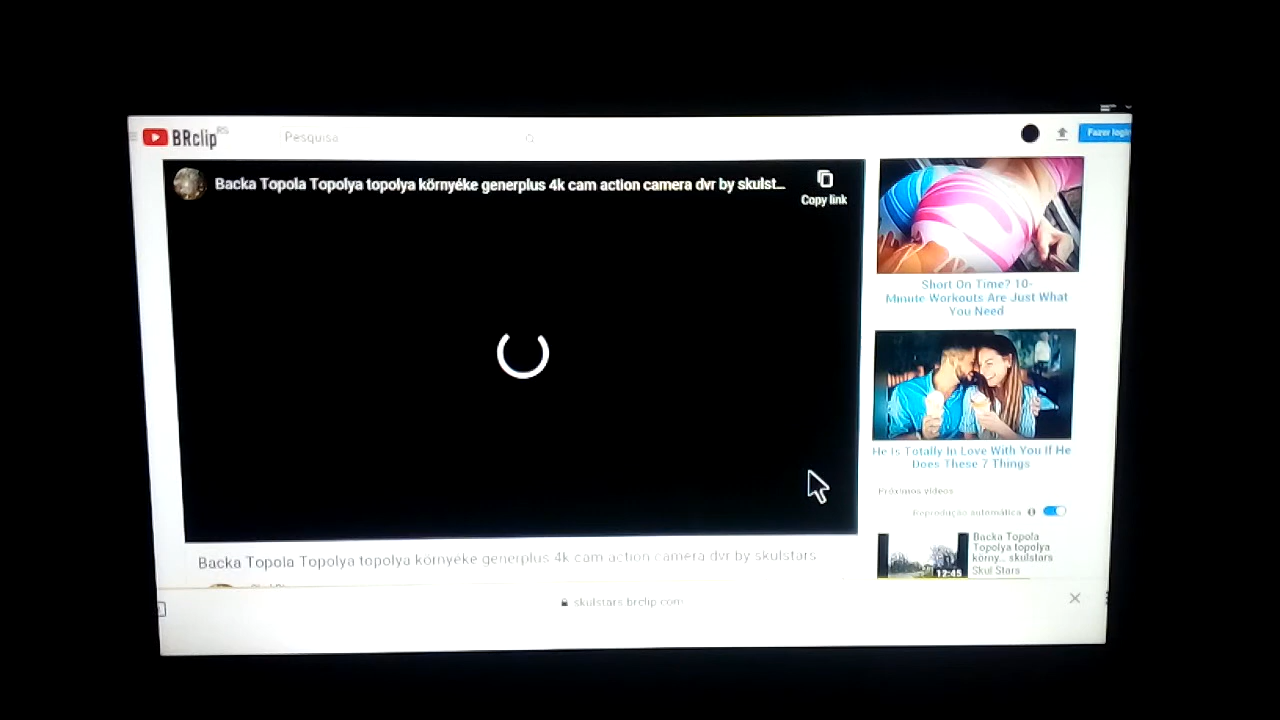 BRclip RS
Pesquisa
Fazer login
Backa Topola Topolya topolya környéke generplus 4k cam action camera dvr by skulst...
Copy link
Short On Time? 10-
Minute Workouts Are Just What
You Need
He Is Totally In Love With You If He
Does These 7 Things
Próximos vídeos
Reprodução automática
Backa Topola
Topolya topolya
körny... skulstars
Skul Stars
12:45
Backa Topola Topolya topolya környéke generplus 4k cam action camera dvr by skulstars
skulstars.brclip.com